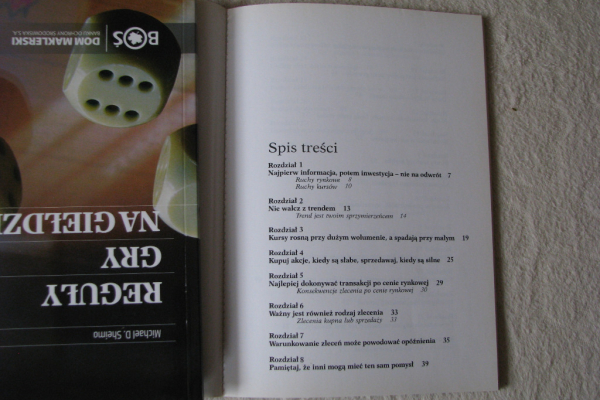 BOŚ
DOM MAKLERSKI
BANKU OCHRONY ŚRODOWISKA S.A.
Michael D. Sheimo
REGUŁY
GRY
NA GIEŁDZI
Spis treści
Rozdział 1
Najpierw informacja, potem inwestycja – nie na odwrót 7
Ruchy rynkowe 8
Ruchy kursów 10
Rozdział 2
Nie walcz z trendem 13
Trend jest twoim sprzymierzeńcem 14
Rozdział 3
Kursy rosną przy dużym wolumenie, a spadają przy małym 19
Rozdział 4
Kupuj akcje, kiedy są słabe, sprzedawaj, kiedy są silne 25
Rozdział 5
Najlepiej dokonywać transakcji po cenie rynkowej 29
Konsekwencje zlecenia po cenie rynkowej 30
Rozdział 6
Ważny jest również rodzaj zlecenia 33
Zlecenia kupna lub sprzedaży 33
Rozdział 7
Warunkowanie zleceń może powodować opóźnienia 35
Rozdział 8
Pamiętaj, że inni mogą mieć ten sam pomysł 39